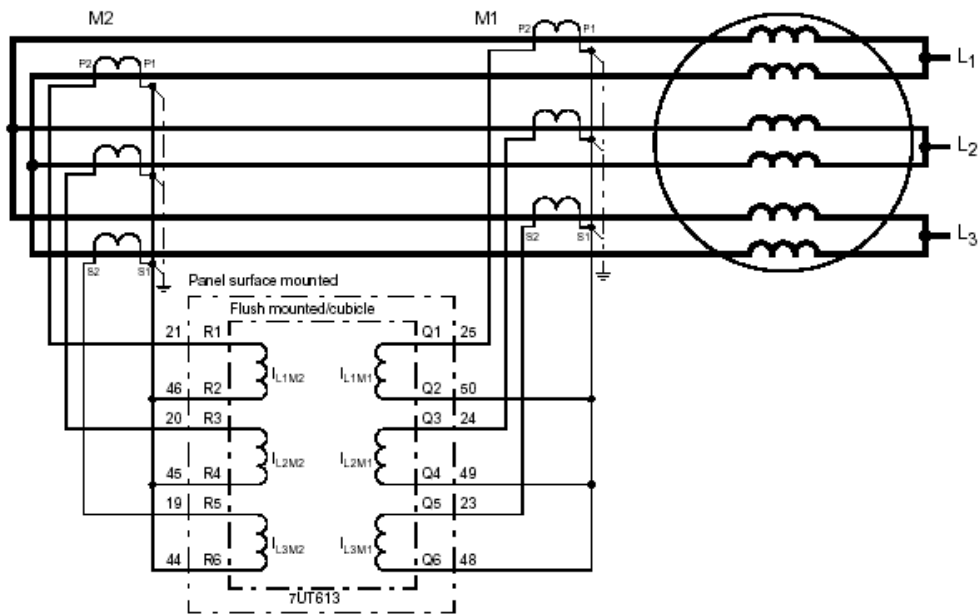 M2 M1
P2 P1
L1
P2 P1
L2
L3
S2 S1
S2 S1
Panel surface mounted
Flush mounted/cubicle
21 R1 Q1 25
IL1M2 IL1M1
46 R2 Q2 50
20 R3 Q3 24
IL2M2 IL2M1
45 R4 Q4 49
19 R5 Q5 23
IL3M2 IL3M1
44 R6 Q6 48
7UT613